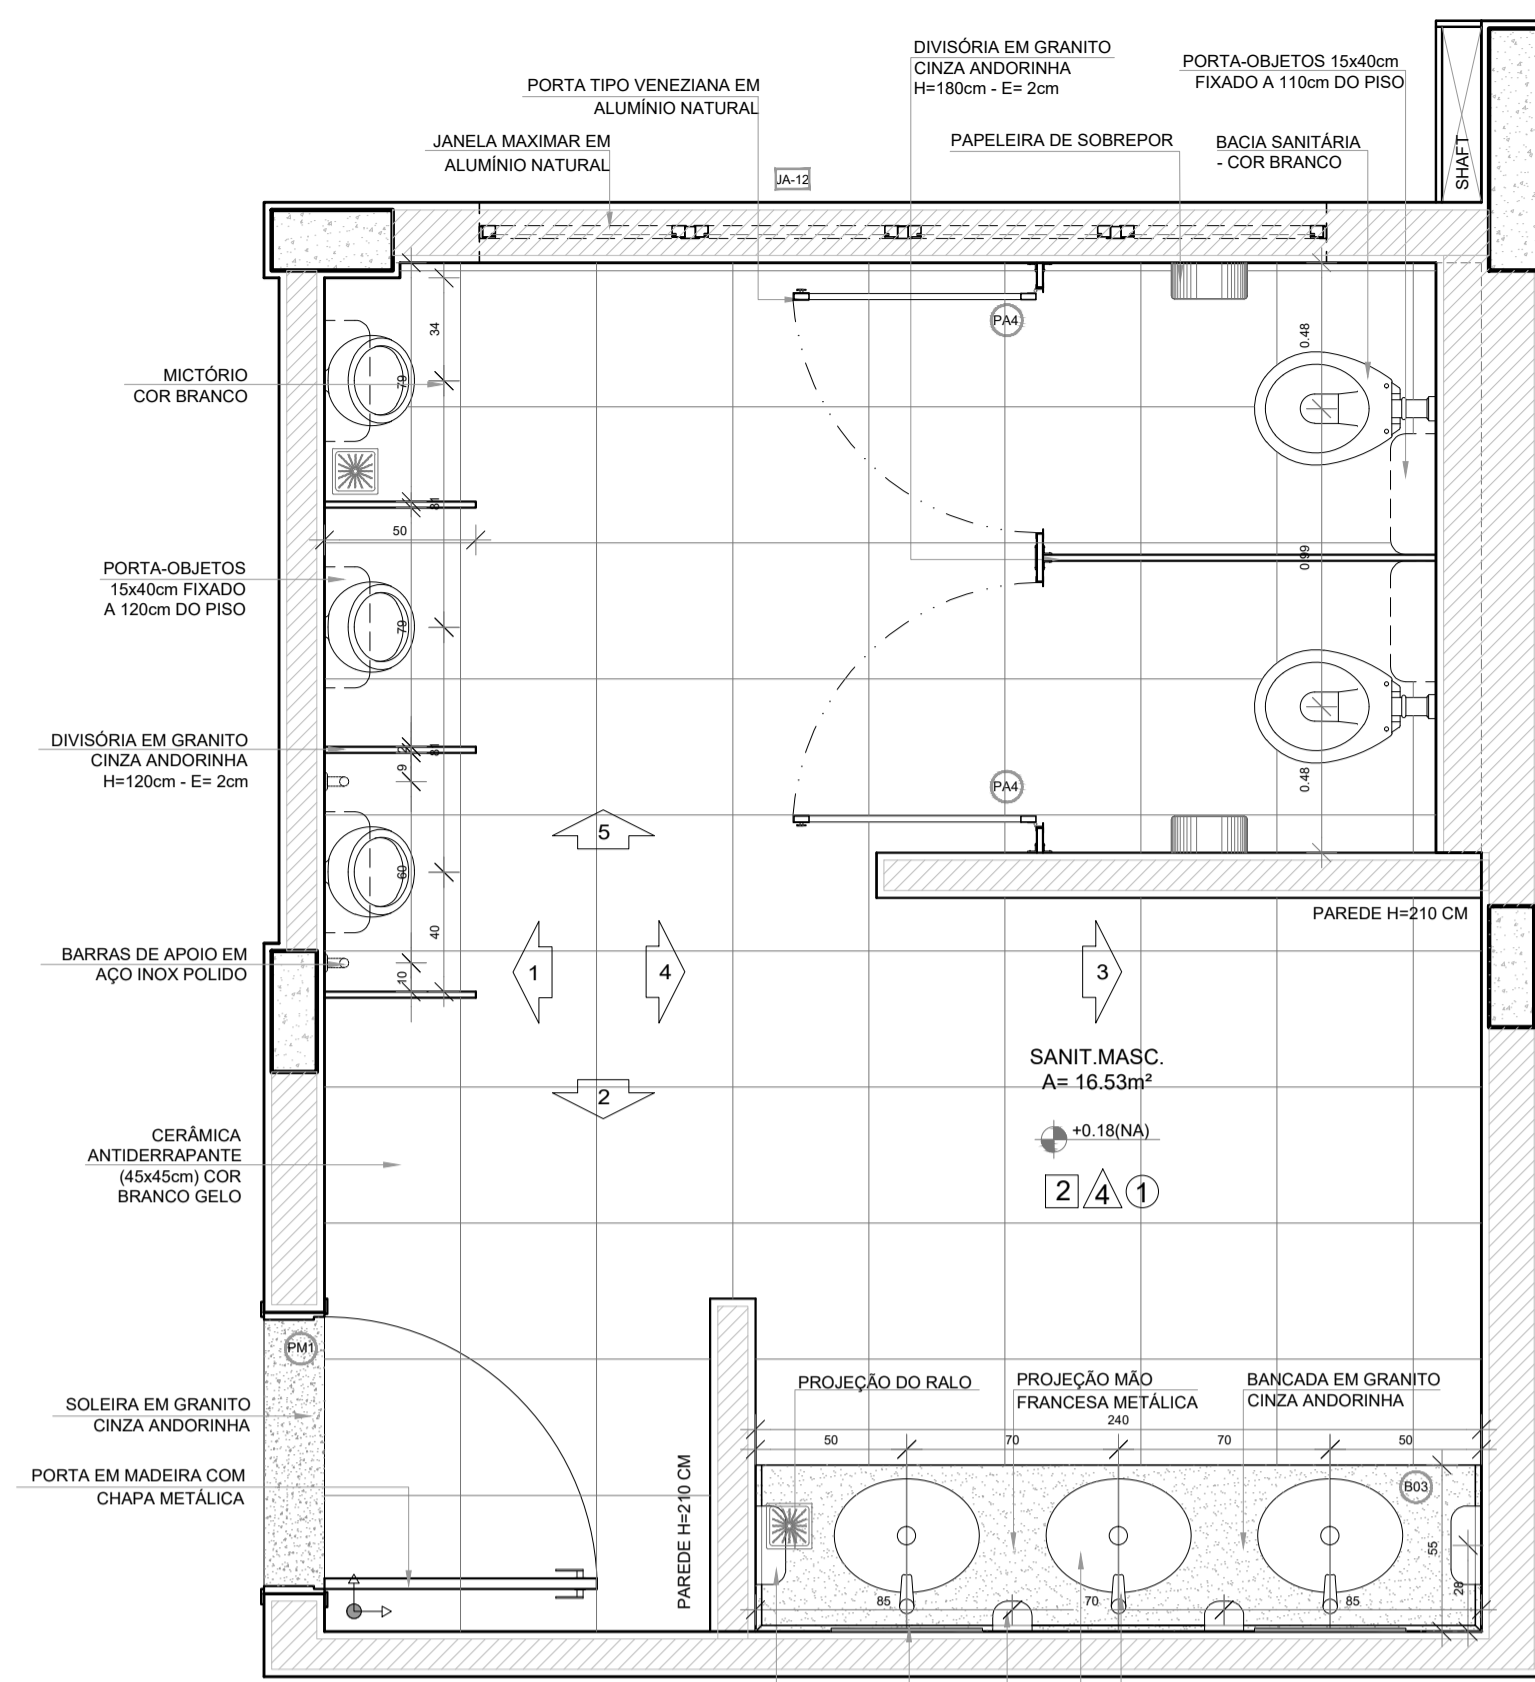 DIVISÓRIA EM GRANITO
CINZA ANDORINHA
H=180cm - E= 2cm
PORTA-OBJETOS 15x40cm
FIXADO A 110cm DO PISO
PORTA TIPO VENEZIANA EM
ALUMÍNIO NATURAL
JANELA MAXIMAR EM
ALUMÍNIO NATURAL
PAPELEIRA DE SOBREPOR
BACIA SANITÁRIA
- COR BRANCO
SHAFT
JA-12
PA4
34
0.48
MICTÓRIO
COR BRANCO
79
81
50
0.99
PORTA-OBJETOS
15x40cm FIXADO
A 120cm DO PISO
79
DIVISÓRIA EM GRANITO
CINZA ANDORINHA
H=120cm - E= 2cm
2
81
9
PA4
0.48
5
60
PAREDE H=210 CM
BARRAS DE APOIO EM
AÇO INOX POLIDO
40
10
1
4
3
SANIT.MASC.
A= 16.53m²
2
+0.18(NA)
CERÂMICA
ANTIDERRAPANTE
(45x45cm) COR
BRANCO GELO
2
4
1
PM1
SOLEIRA EM GRANITO
CINZA ANDORINHA
PORTA EM MADEIRA COM
CHAPA METÁLICA
PAREDE H=210 CM
PROJEÇÃO DO RALO
PROJEÇÃO MÃO
FRANCESA METÁLICA
BANCADA EM GRANITO
CINZA ANDORINHA
240
50
70
70
50
B03
55
28
85
70
85